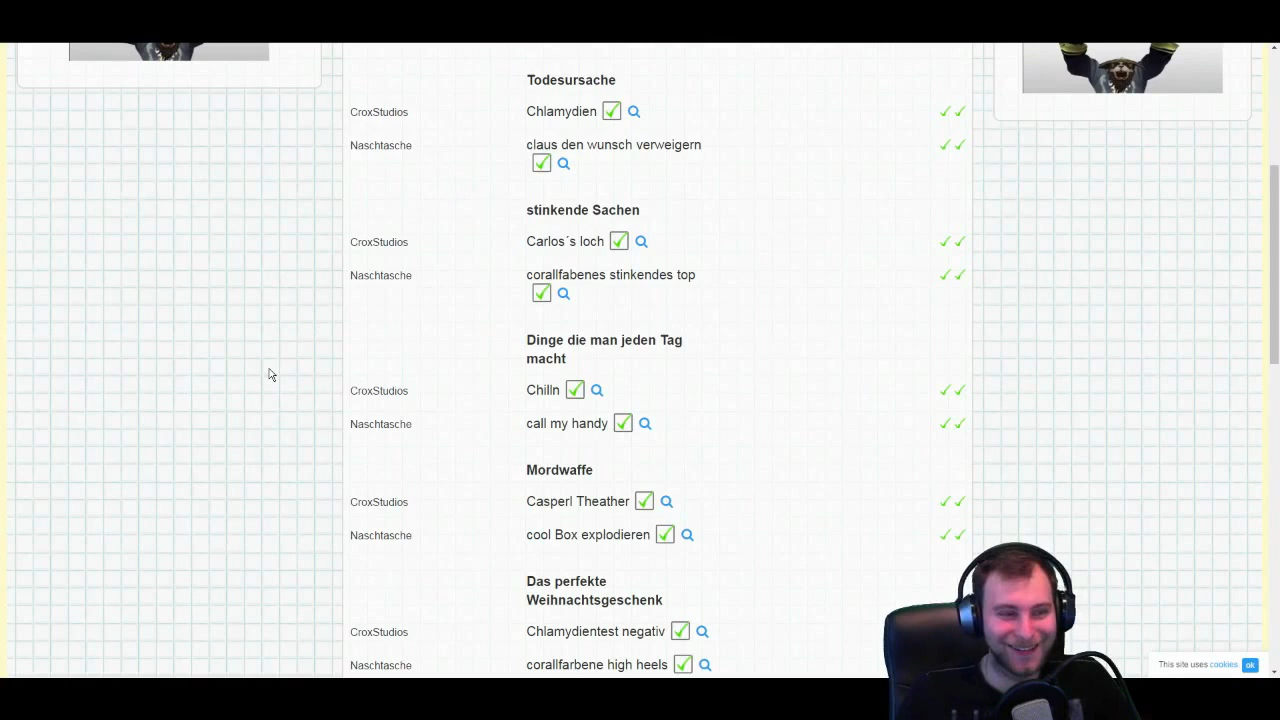 Todesursache
CroxStudios Chlamydien
Naschtasche claus den wunsch verweigern
stinkende Sachen
CroxStudios Carlos´s loch
Naschtasche corallfabenes stinkendes top
Dinge die man jeden Tag
macht
CroxStudios Chilln
Naschtasche call my handy
Mordwaffe
CroxStudios Casperl Theather
Naschtasche cool Box explodieren
Das perfekte
Weihnachtsgeschenk
CroxStudios Chlamydientest negativ
Naschtasche corallfarbene high heels
This site uses cookies ok